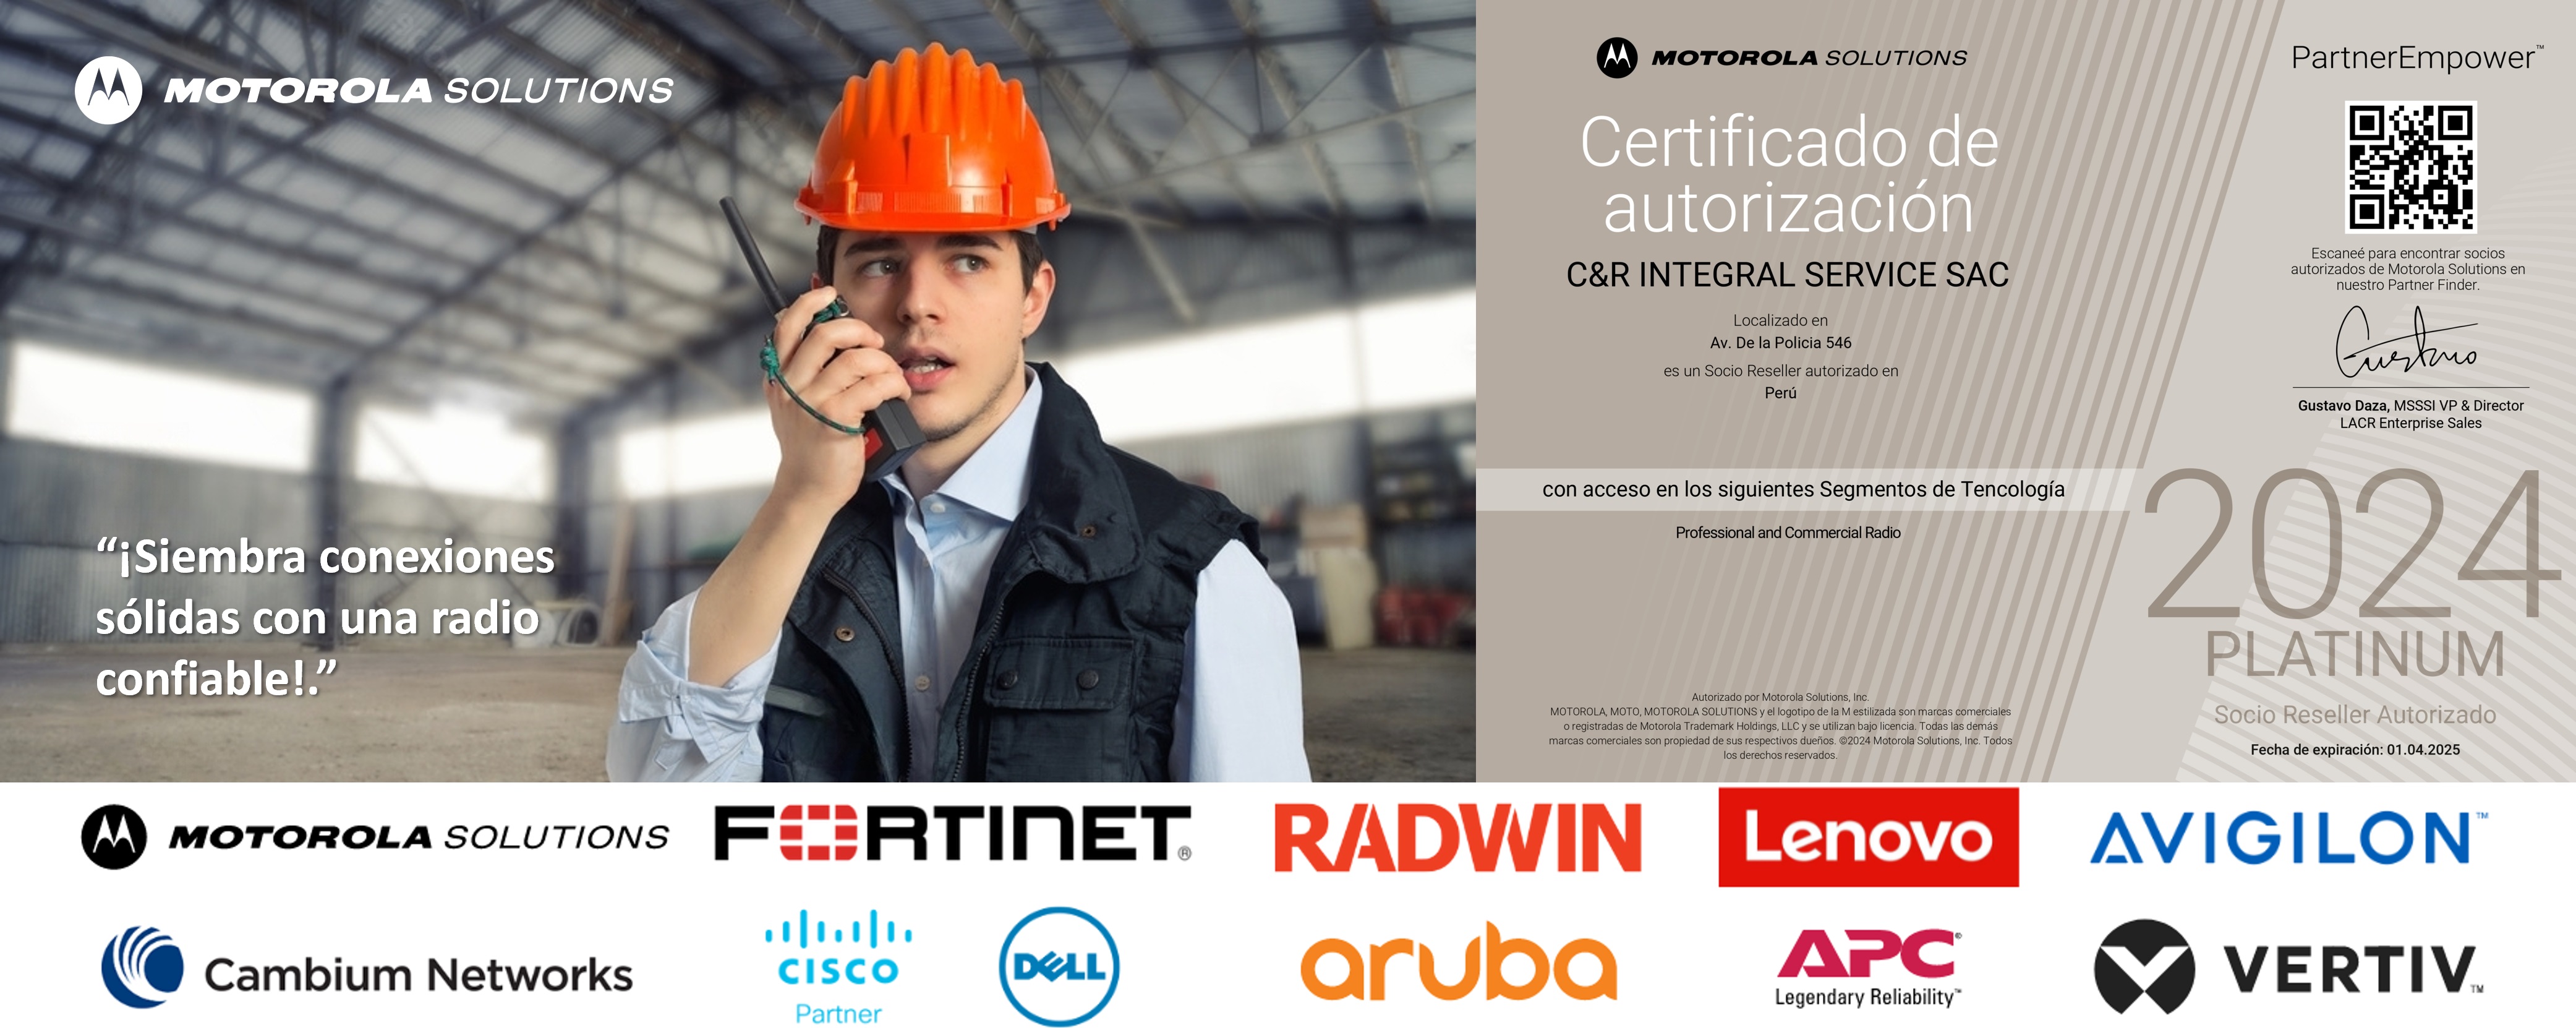 MOTOROLA SOLUTIONS
“¡Siembra conexiones
sólidas con una radio
confiable!.”
MOTOROLA SOLUTIONS
Certificado de
autorización
C&R INTEGRAL SERVICE SAC
Localizado en
Av. De la Policia 546
es un Socio Reseller autorizado en
Perú
con acceso en los siguientes Segmentos de Tencología
Professional and Commercial Radio
Autorizado por Motorola Solutions, Inc.
MOTOROLA, MOTO, MOTOROLA SOLUTIONS y el logotipo de la M estilizada son marcas comerciales
o registradas de Motorola Trademark Holdings, LLC y se utilizan bajo licencia. Todas las demás
marcas comerciales son propiedad de sus respectivos dueños. ©2024 Motorola Solutions, Inc. Todos
los derechos reservados.
PartnerEmpower™
Escaneé para encontrar socios
autorizados de Motorola Solutions en
nuestro Partner Finder.
Gustavo
Gustavo Daza, MSSSI VP & Director
LACR Enterprise Sales
2024
PLATINUM
Socio Reseller Autorizado
Fecha de expiración: 01.04.2025
MOTOROLA SOLUTIONS
FORTINET®
RADWIN
Lenovo
AVIGILON™
Cambium Networks
CISCO
Partner
DELL
aruba
APC®
Legendary Reliability™
VERTIV™